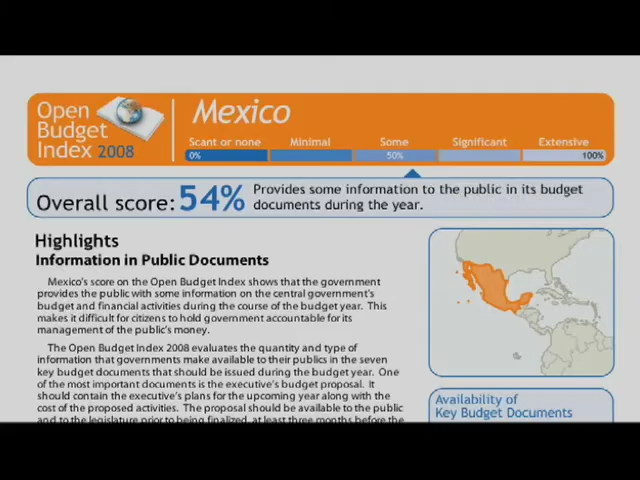 Open
Budget
Index 2008
Mexico
Scant or none Minimal Some Significant Extensive
0% 50% 100%
Overall score: 54% Provides some information to the public in its budget
documents during the year.
Highlights
Information in Public Documents
Mexico's score on the Open Budget Index shows that the government
provides the public with some information on the central government's
budget and financial activities during the course of the budget year. This
makes it difficult for citizens to hold government accountable for its
management of the public's money.
The Open Budget Index 2008 evaluates the quantity and type of
information that governments make available to their publics in the seven
key budget documents that should be issued during the budget year. One
of the most important documents is the executive's budget proposal. It
should contain the executive's plans for the upcoming year along with the
cost of the proposed activities. The proposal should be available to the public
and to the legislature prior to being finalized, at least three months before the
Availability of
Key Budget Documents